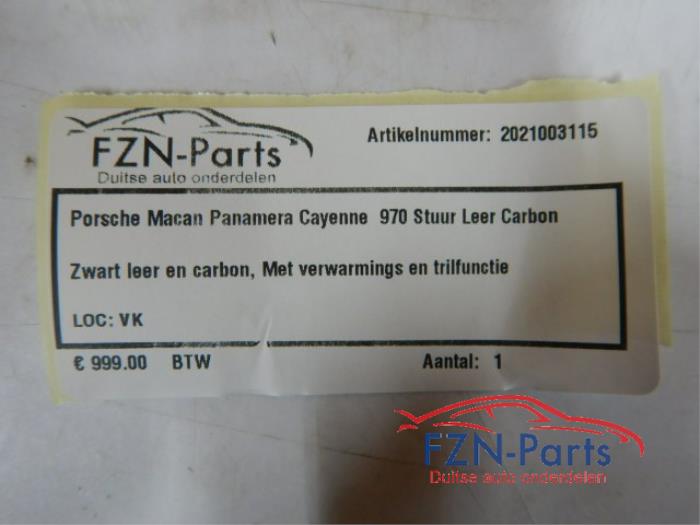 FZN-Parts
Duitse auto onderdelen
Artikelnummer: 2021003115
Porsche Macan Panamera Cayenne 970 Stuur Leer Carbon
Zwart leer en carbon, Met verwarmings en trilfunctie
LOC: VK
€ 999.00 BTW Aantal: 1
FZN-Parts
Duitse auto onderdelen